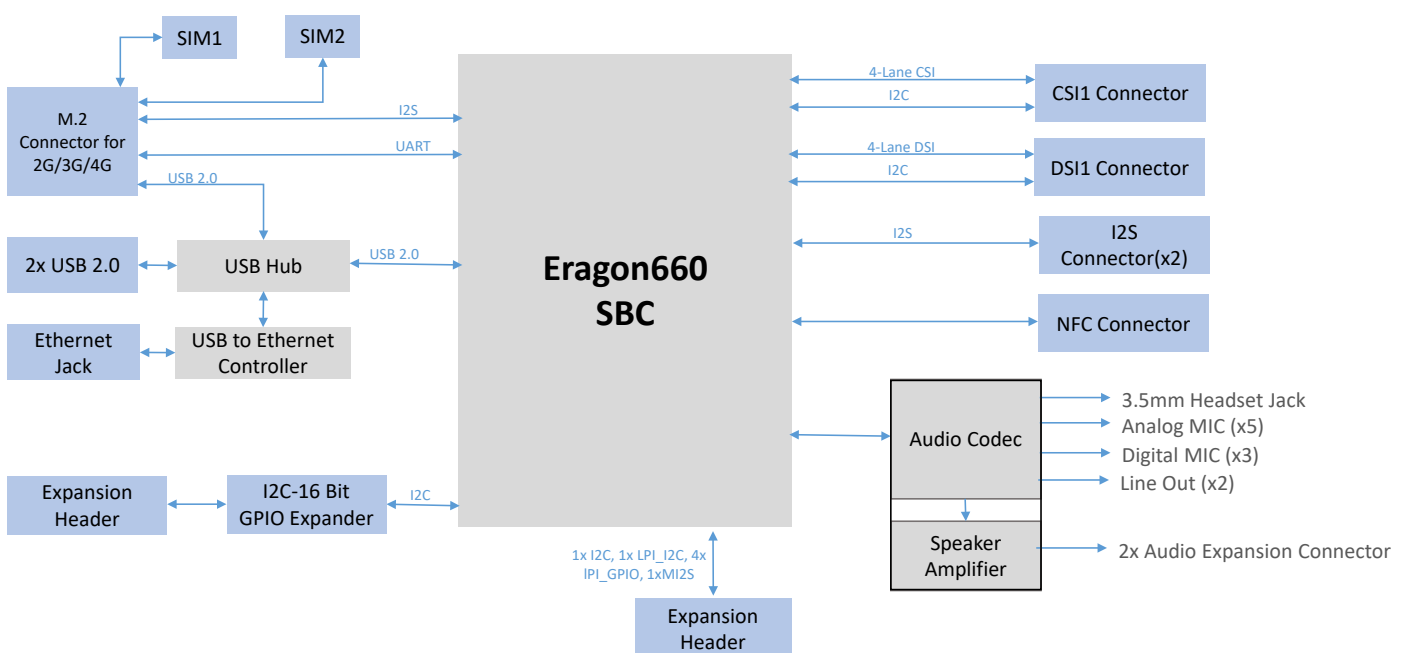 SIM1
SIM2
M.2
Connector for
2G/3G/4G
I2S
UART
USB 2.0
2x USB 2.0
USB Hub
USB 2.0
Ethernet
Jack
USB to Ethernet
Controller
Expansion
Header
I2C-16 Bit
GPIO Expander
I2C
Eragon660
SBC
1x I2C, 1x LPI_I2C, 4x
lPI_GPIO, 1xMI2S
Expansion
Header
4-Lane CSI
I2C
CSI1 Connector
4-Lane DSI
I2C
DSI1 Connector
I2S
I2S
Connector(x2)
NFC Connector
Audio Codec
3.5mm Headset Jack
Analog MIC (x5)
Digital MIC (x3)
Line Out (x2)
Speaker
Amplifier
2x Audio Expansion Connector